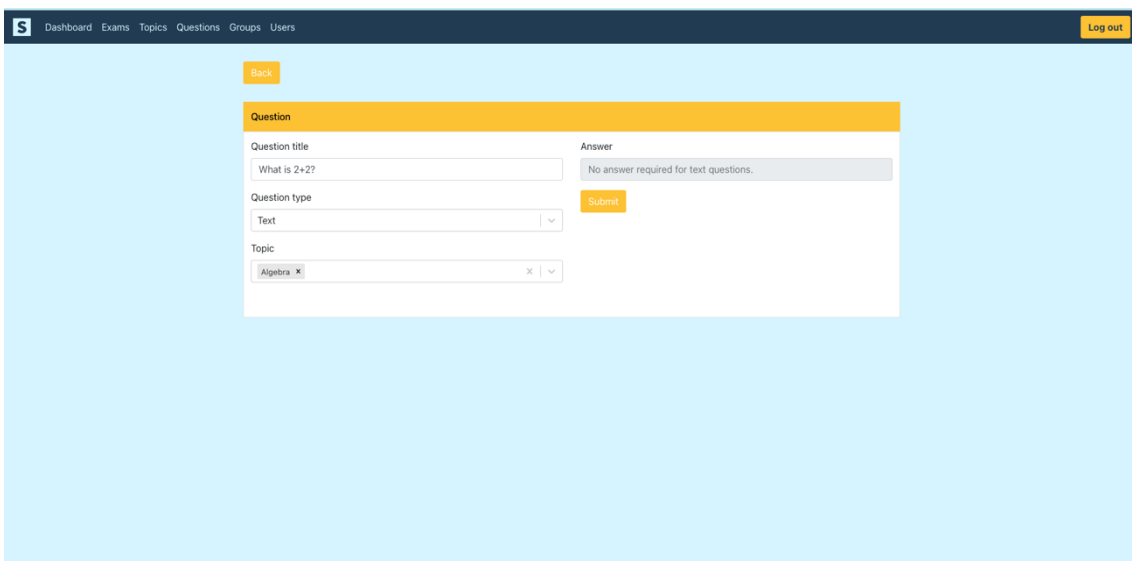 S Dashboard Exams Topics Questions Groups Users Log out
Back
Question
Question title
What is 2+2?
Question type
Text
Topic
Algebra
Answer
No answer required for text questions.
Submit